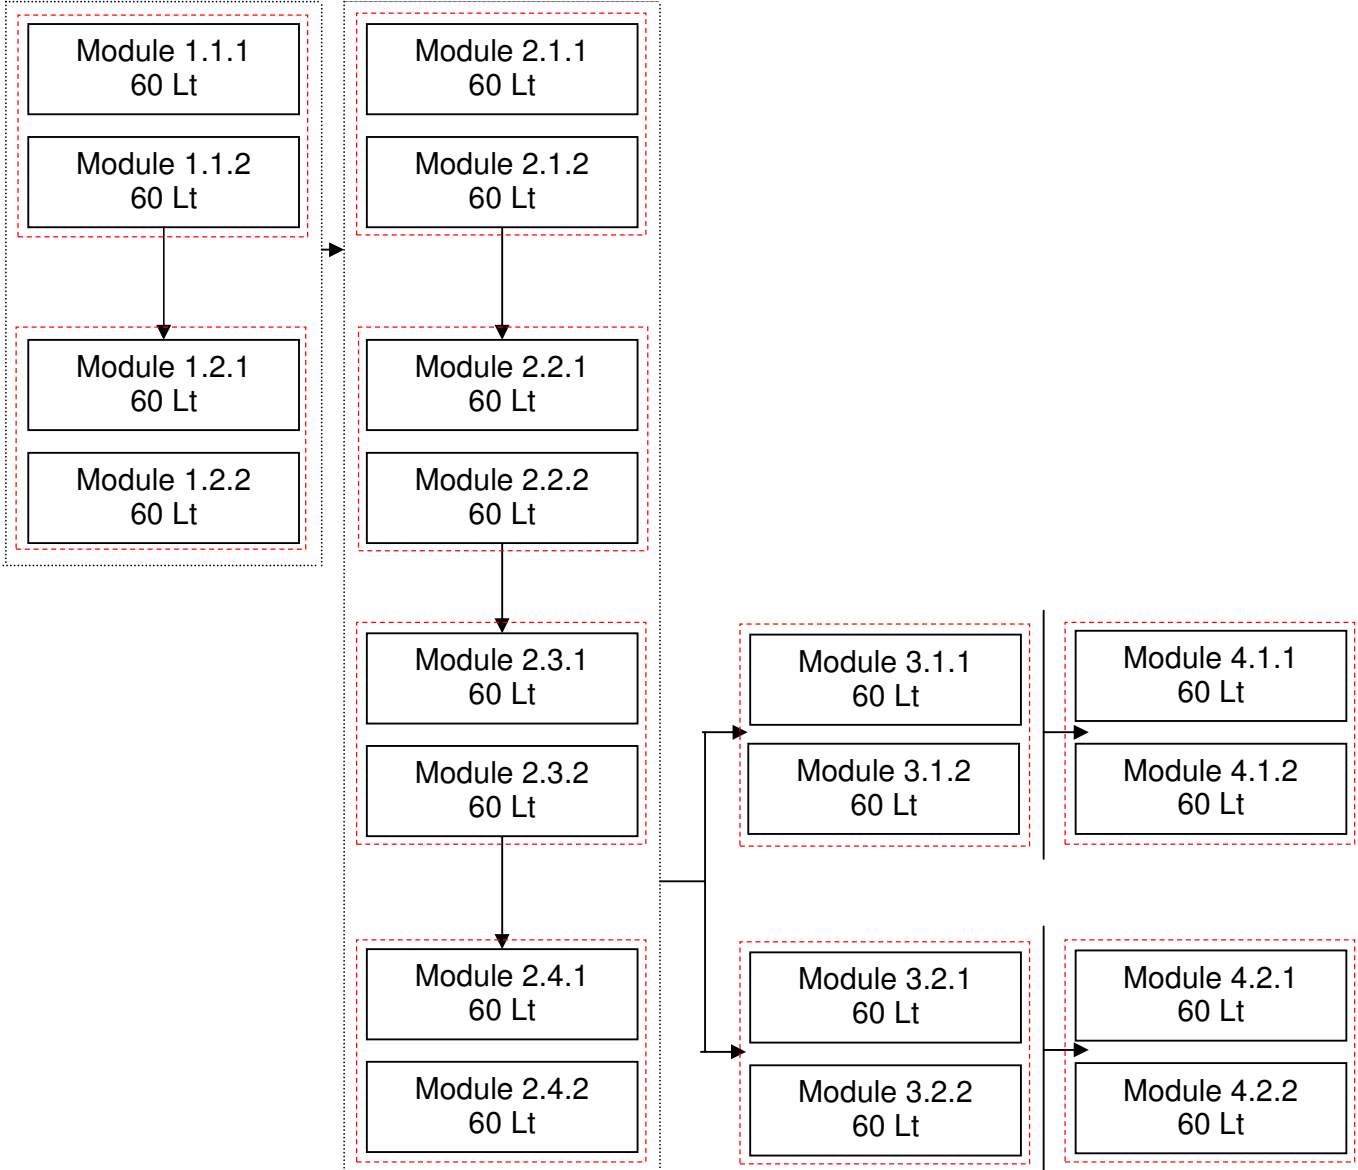 Module 1.1.1
60 Lt
Module 1.1.2
60 Lt
Module 1.2.1
60 Lt
Module 1.2.2
60 Lt
Module 2.1.1
60 Lt
Module 2.1.2
60 Lt
Module 2.2.1
60 Lt
Module 2.2.2
60 Lt
Module 2.3.1
60 Lt
Module 2.3.2
60 Lt
Module 2.4.1
60 Lt
Module 2.4.2
60 Lt
Module 3.1.1
60 Lt
Module 3.1.2
60 Lt
Module 3.2.1
60 Lt
Module 3.2.2
60 Lt
Module 4.1.1
60 Lt
Module 4.1.2
60 Lt
Module 4.2.1
60 Lt
Module 4.2.2
60 Lt